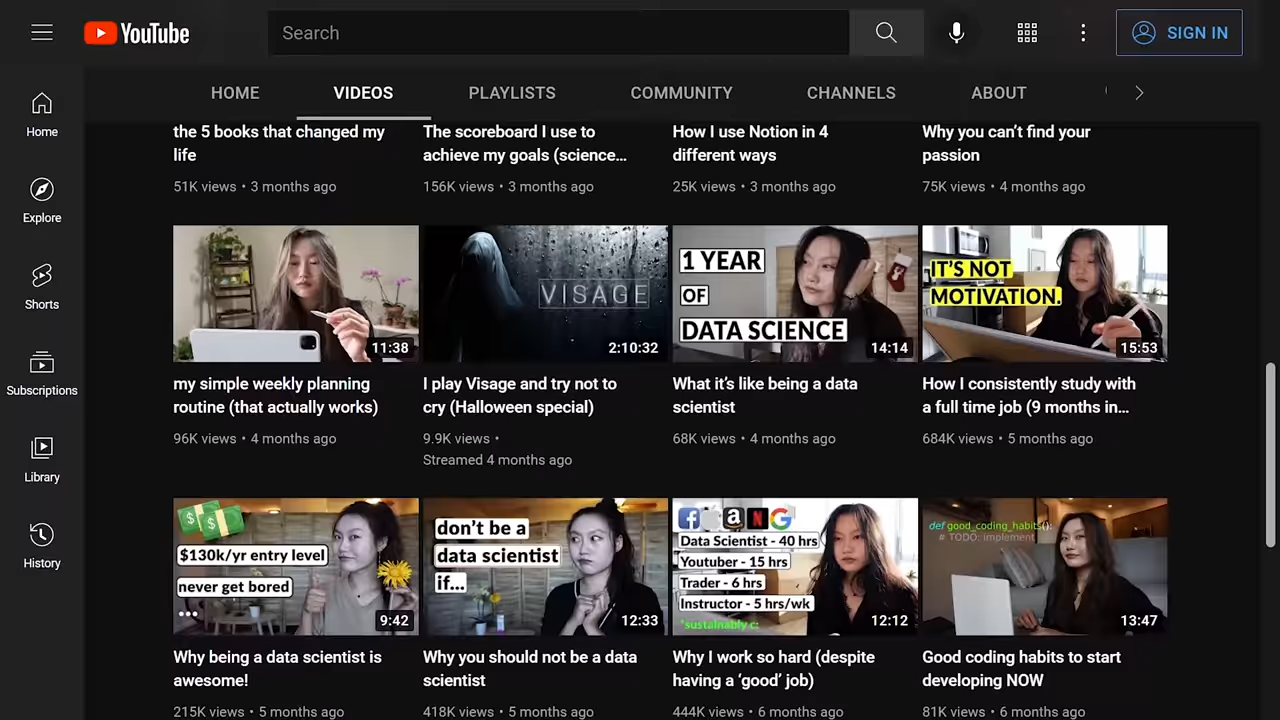 YouTube
Search
SIGN IN
HOME
VIDEOS
PLAYLISTS
COMMUNITY
CHANNELS
ABOUT
Home
Explore
Shorts
Subscriptions
Library
History
the 5 books that changed my
life
51K views • 3 months ago
The scoreboard I use to
achieve my goals (science...
156K views • 3 months ago
How I use Notion in 4
different ways
25K views • 3 months ago
Why you can’t find your
passion
75K views • 4 months ago
11:38
my simple weekly planning
routine (that actually works)
96K views • 4 months ago
VISAGE
2:10:32
I play Visage and try not to
cry (Halloween special)
9.9K views •
Streamed 4 months ago
1 YEAR
OF
DATA SCIENCE
14:14
What it’s like being a data
scientist
68K views • 4 months ago
IT’S NOT
MOTIVATION.
15:53
How I consistently study with
a full time job (9 months in...
684K views • 5 months ago
$130k/yr entry level
never get bored
...
9:42
Why being a data scientist is
awesome!
215K views • 5 months ago
don’t be a
data scientist
if...
12:33
Why you should not be a data
scientist
418K views • 5 months ago
Data Scientist - 40 hrs
Youtuber - 15 hrs
Trader - 6 hrs
Instructor - 5 hrs/wk
*sustainably c:
12:12
Why I work so hard (despite
having a ‘good’ job)
444K views • 6 months ago
def good_coding_habits():
# TODO: implement
13:47
Good coding habits to start
developing NOW
81K views • 6 months ago